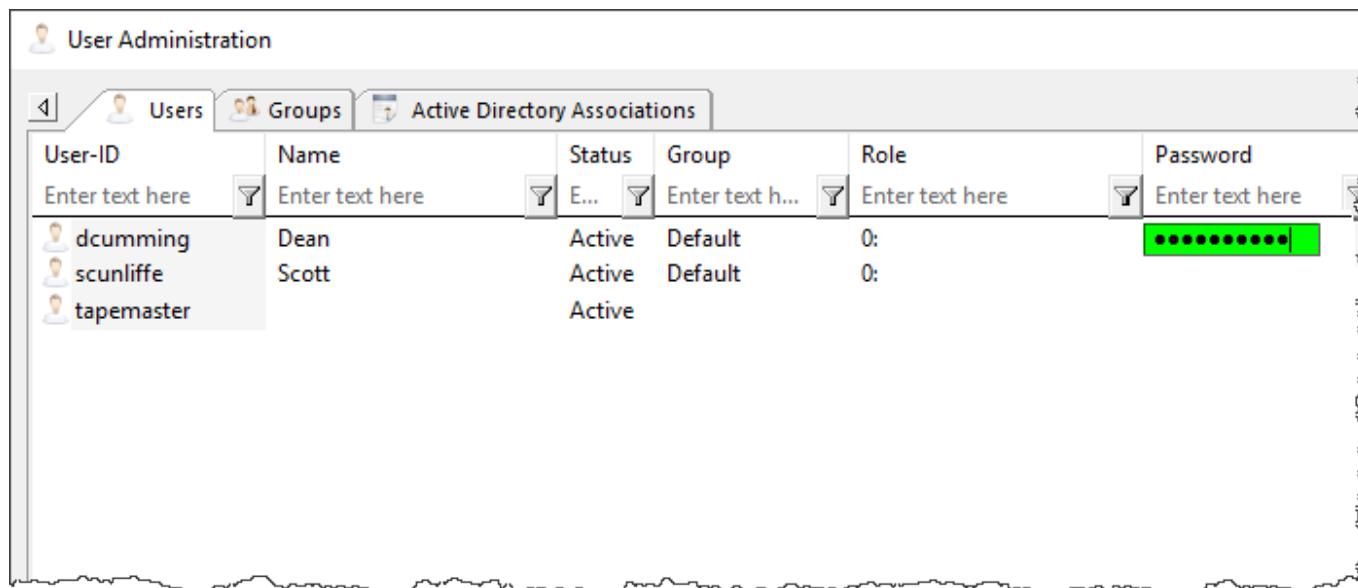 User Administration
Users Groups Active Directory Associations
User-ID Name Status Group Role Password
Enter text here Enter text here E... Enter text h... Enter text here Enter text here
dcumming Dean Active Default 0: ●●●●●●●●●●
scunliffe Scott Active Default 0:
tapemaster Active